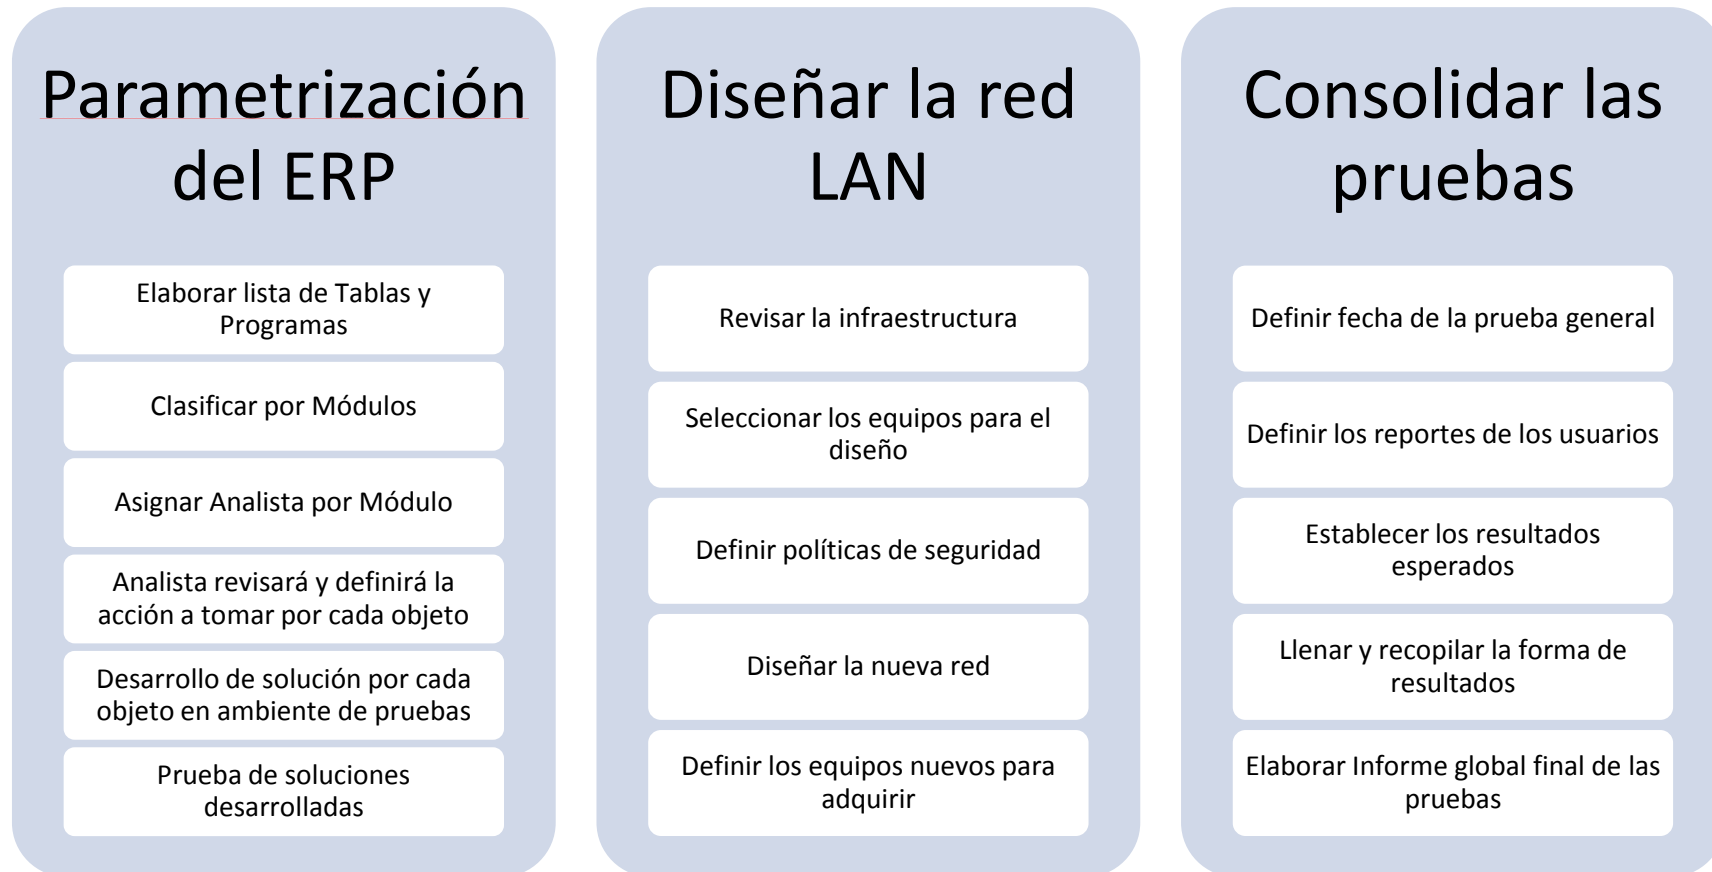 Parametrización
del ERP
Elaborar lista de Tablas y
Programas
Clasificar por Módulos
Asignar Analista por Módulo
Analista revisará y definirá la
acción a tomar por cada objeto
Desarrollo de solución por cada
objeto en ambiente de pruebas
Prueba de soluciones
desarrolladas
Diseñar la red
LAN
Revisar la infraestructura
Seleccionar los equipos para el
diseño
Definir políticas de seguridad
Diseñar la nueva red
Definir los equipos nuevos para
adquirir
Consolidar las
pruebas
Definir fecha de la prueba general
Definir los reportes de los usuarios
Establecer los resultados
esperados
Llenar y recopilar la forma de
resultados
Elaborar Informe global final de las
pruebas